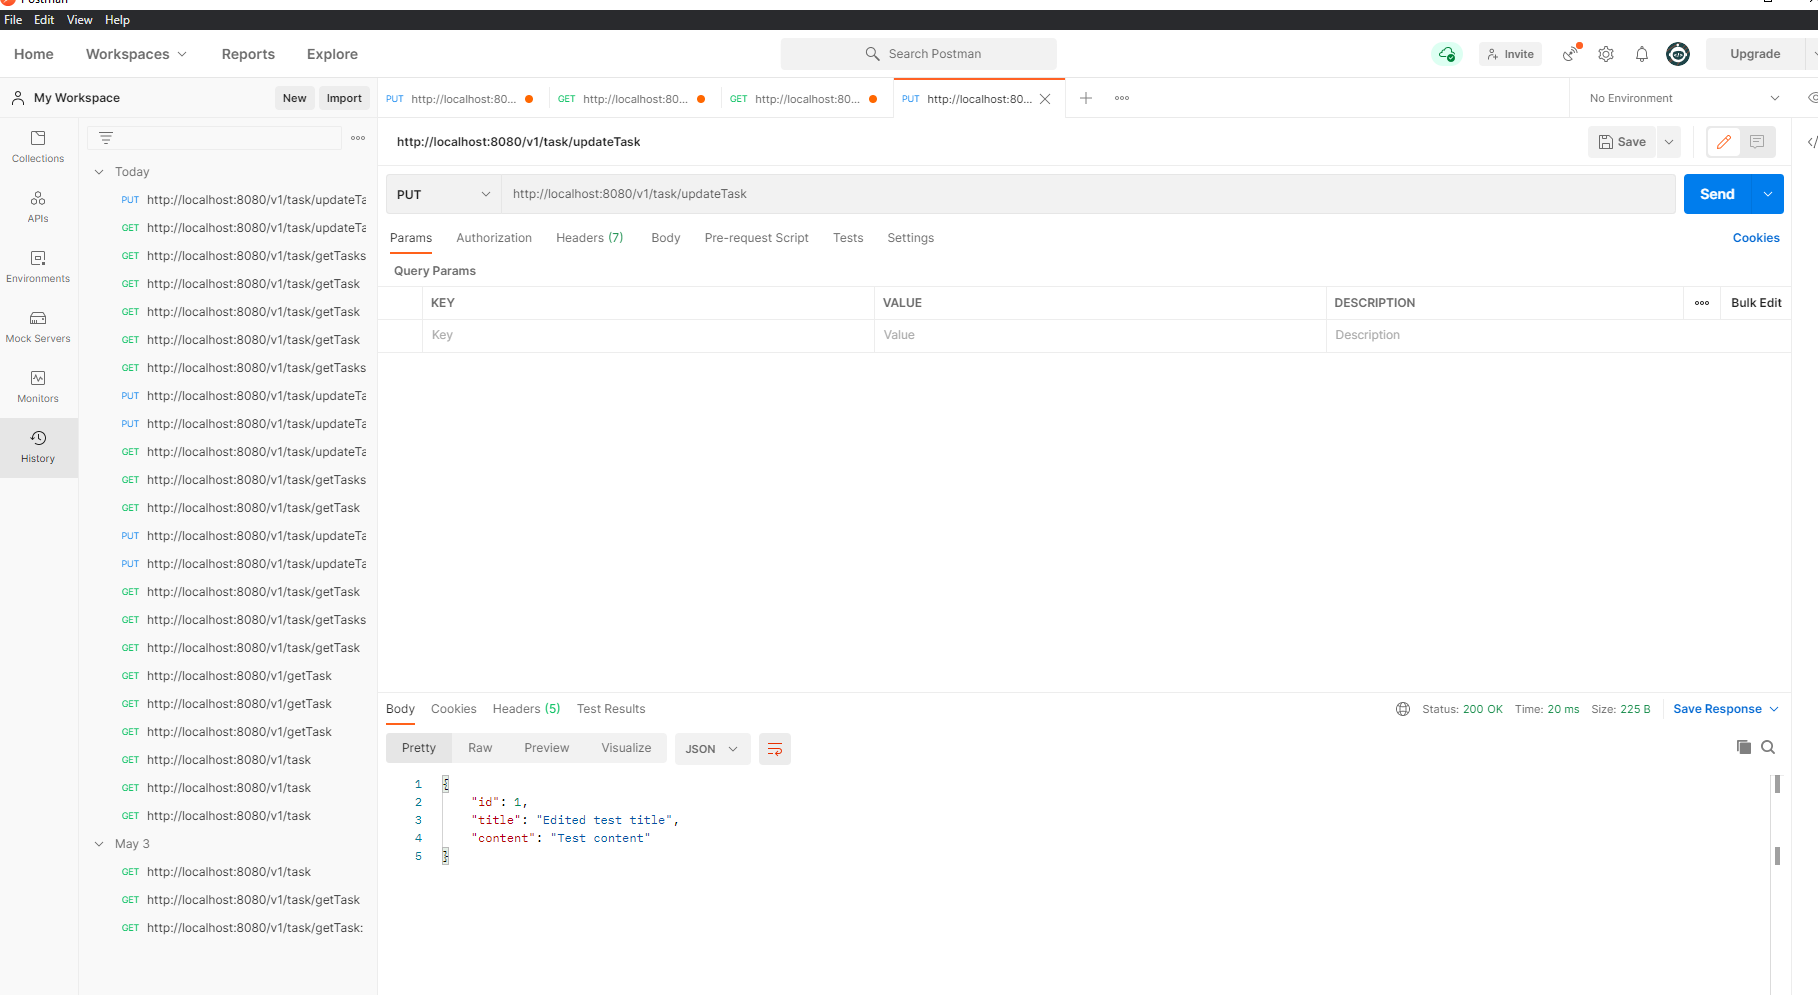 Postman
File Edit View Help
Home Workspaces Reports Explore Search Postman Invite Upgrade
My Workspace New Import
PUT http://localhost:80... GET http://localhost:80... GET http://localhost:80... PUT http://localhost:80... No Environment
Collections
APIs
Environments
Mock Servers
Monitors
History
Today
PUT http://localhost:8080/v1/task/updateTa
GET http://localhost:8080/v1/task/updateTa
GET http://localhost:8080/v1/task/getTasks
GET http://localhost:8080/v1/task/getTask
GET http://localhost:8080/v1/task/getTask
GET http://localhost:8080/v1/task/getTask
GET http://localhost:8080/v1/task/getTasks
PUT http://localhost:8080/v1/task/updateTa
PUT http://localhost:8080/v1/task/updateTa
GET http://localhost:8080/v1/task/updateTa
GET http://localhost:8080/v1/task/getTasks
GET http://localhost:8080/v1/task/getTask
PUT http://localhost:8080/v1/task/updateTa
PUT http://localhost:8080/v1/task/updateTa
GET http://localhost:8080/v1/task/getTask
GET http://localhost:8080/v1/task/getTasks
GET http://localhost:8080/v1/task/getTask
GET http://localhost:8080/v1/getTask
GET http://localhost:8080/v1/getTask
GET http://localhost:8080/v1/getTask
GET http://localhost:8080/v1/task
GET http://localhost:8080/v1/task
GET http://localhost:8080/v1/task
May 3
GET http://localhost:8080/v1/task
GET http://localhost:8080/v1/task/getTask
GET http://localhost:8080/v1/task/getTask:
http://localhost:8080/v1/task/updateTask Save
PUT http://localhost:8080/v1/task/updateTask Send
Params Authorization Headers (7) Body Pre-request Script Tests Settings Cookies
Query Params
KEY VALUE DESCRIPTION Bulk Edit
Key Value Description
Body Cookies Headers (5) Test Results Status: 200 OK Time: 20 ms Size: 225 B Save Response
Pretty Raw Preview Visualize JSON
1 {
2 "id": 1,
3 "title": "Edited test title",
4 "content": "Test content"
5 }